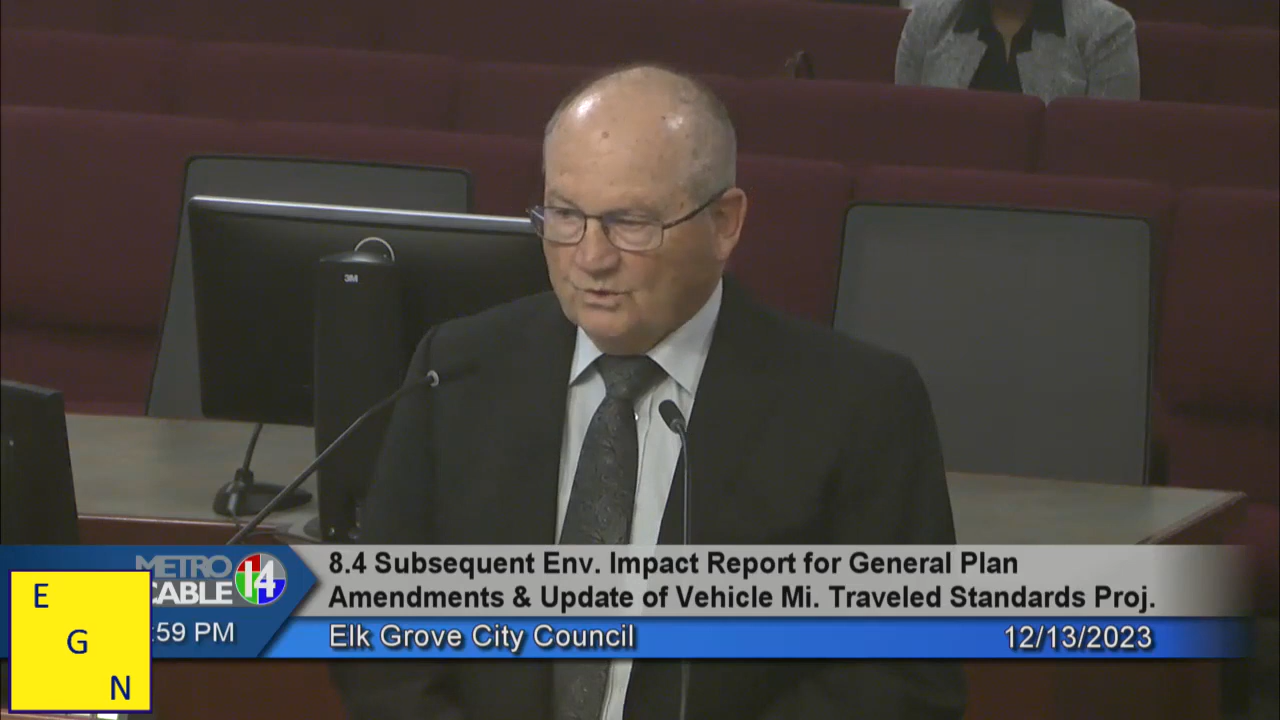 3M
METRO
CABLE 14
:59 PM
8.4 Subsequent Env. Impact Report for General Plan
Amendments & Update of Vehicle Mi. Traveled Standards Proj.
Elk Grove City Council 12/13/2023
E
G
N